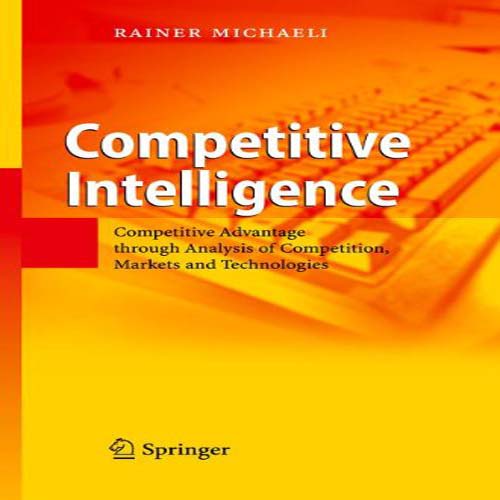 RAINER MICHAELI
Competitive
Intelligence
Competitive Advantage
through Analysis of Competition,
Markets and Technologies
Springer